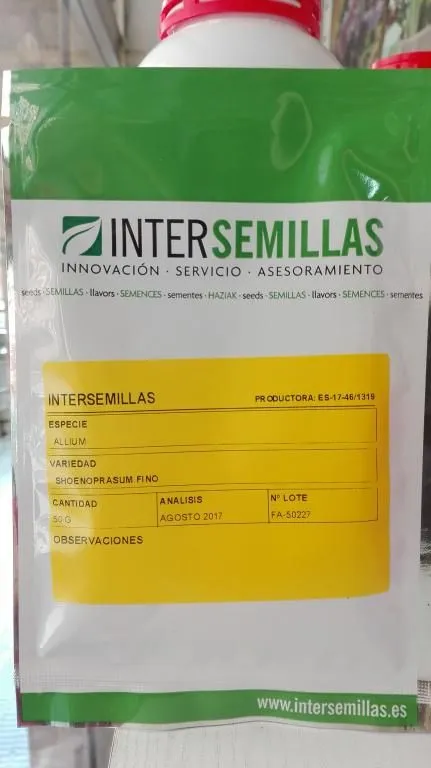 INTERSEMILLAS
INNOVACIÓN · SERVICIO · ASESORAMIENTO
seeds · SEMILLAS · llavors · SEMENCES · sementes · HAZIAK · seeds · SEMILLAS · llavors · SEMENCES · sementes
INTERSEMILLAS PRODUCTORA: ES-17-46/1319
ESPECIE
ALLIUM
VARIEDAD
SHOENOPRASUM FINO
CANTIDAD ANALISIS Nº LOTE
50 G AGOSTO 2017 FA-50227
OBSERVACIONES
www.intersemillas.es